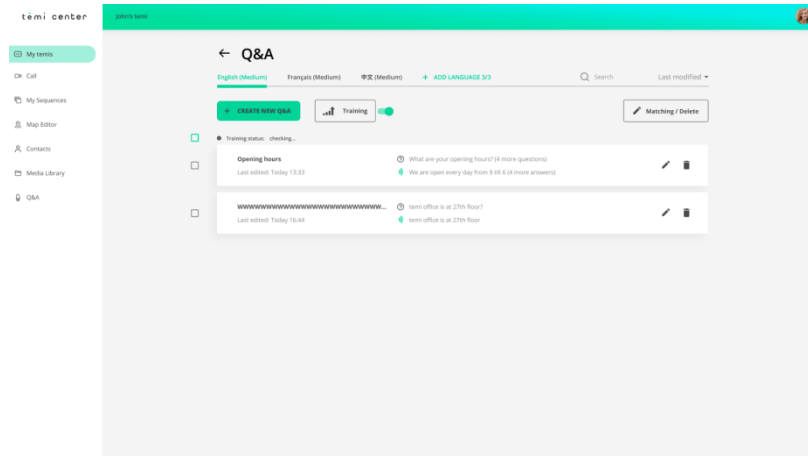 temi center
John's temi
My temis
Call
My Sequences
Map Editor
Contacts
Media Library
Q&A
← Q&A
English (Medium) Français (Medium) 中文 (Medium) + ADD LANGUAGE 3/3 Search Last modified
+ CREATE NEW Q&A Training Matching / Delete
Training status: checking...
Opening hours
Last edited: Today 13:33
What are your opening hours? (4 more questions)
We are open every day from 9 till 6 (4 more answers)
wwwwwwwwwwwwwwwwwwwwwwwww...
Last edited: Today 16:44
temi office is at 27th floor?
temi office is at 27th floor